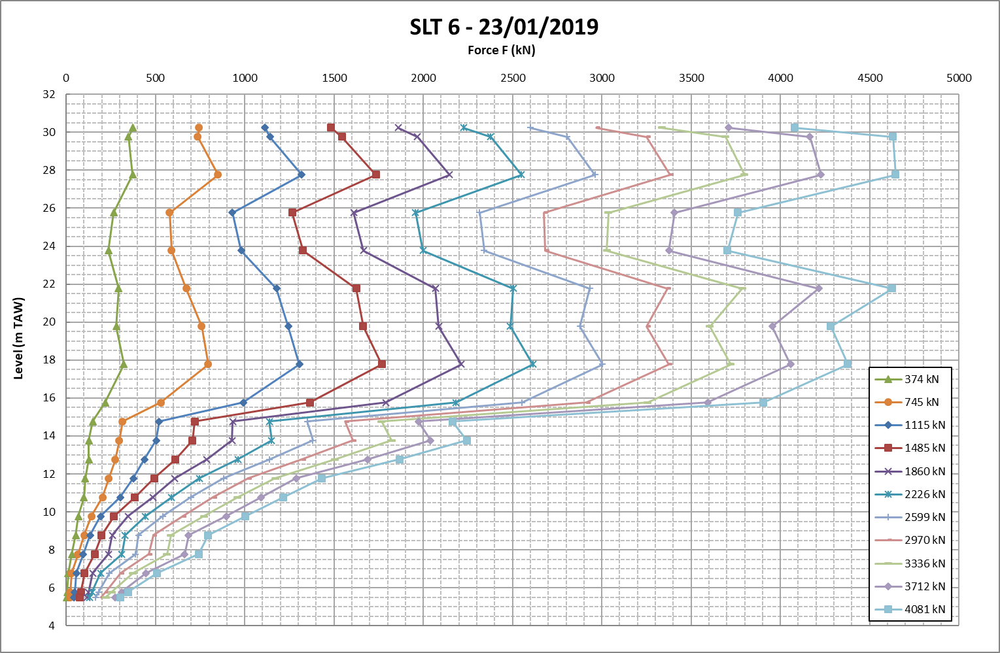 SLT 6 - 23/01/2019
Force F (kN)
0 500 1000 1500 2000 2500 3000 3500 4000 4500 5000
32
30
28
26
24
22
20
18
16
14
12
10
8
6
4
Level (m TAW)
374 kN
745 kN
1115 kN
1485 kN
1860 kN
2226 kN
2599 kN
2970 kN
3336 kN
3712 kN
4081 kN